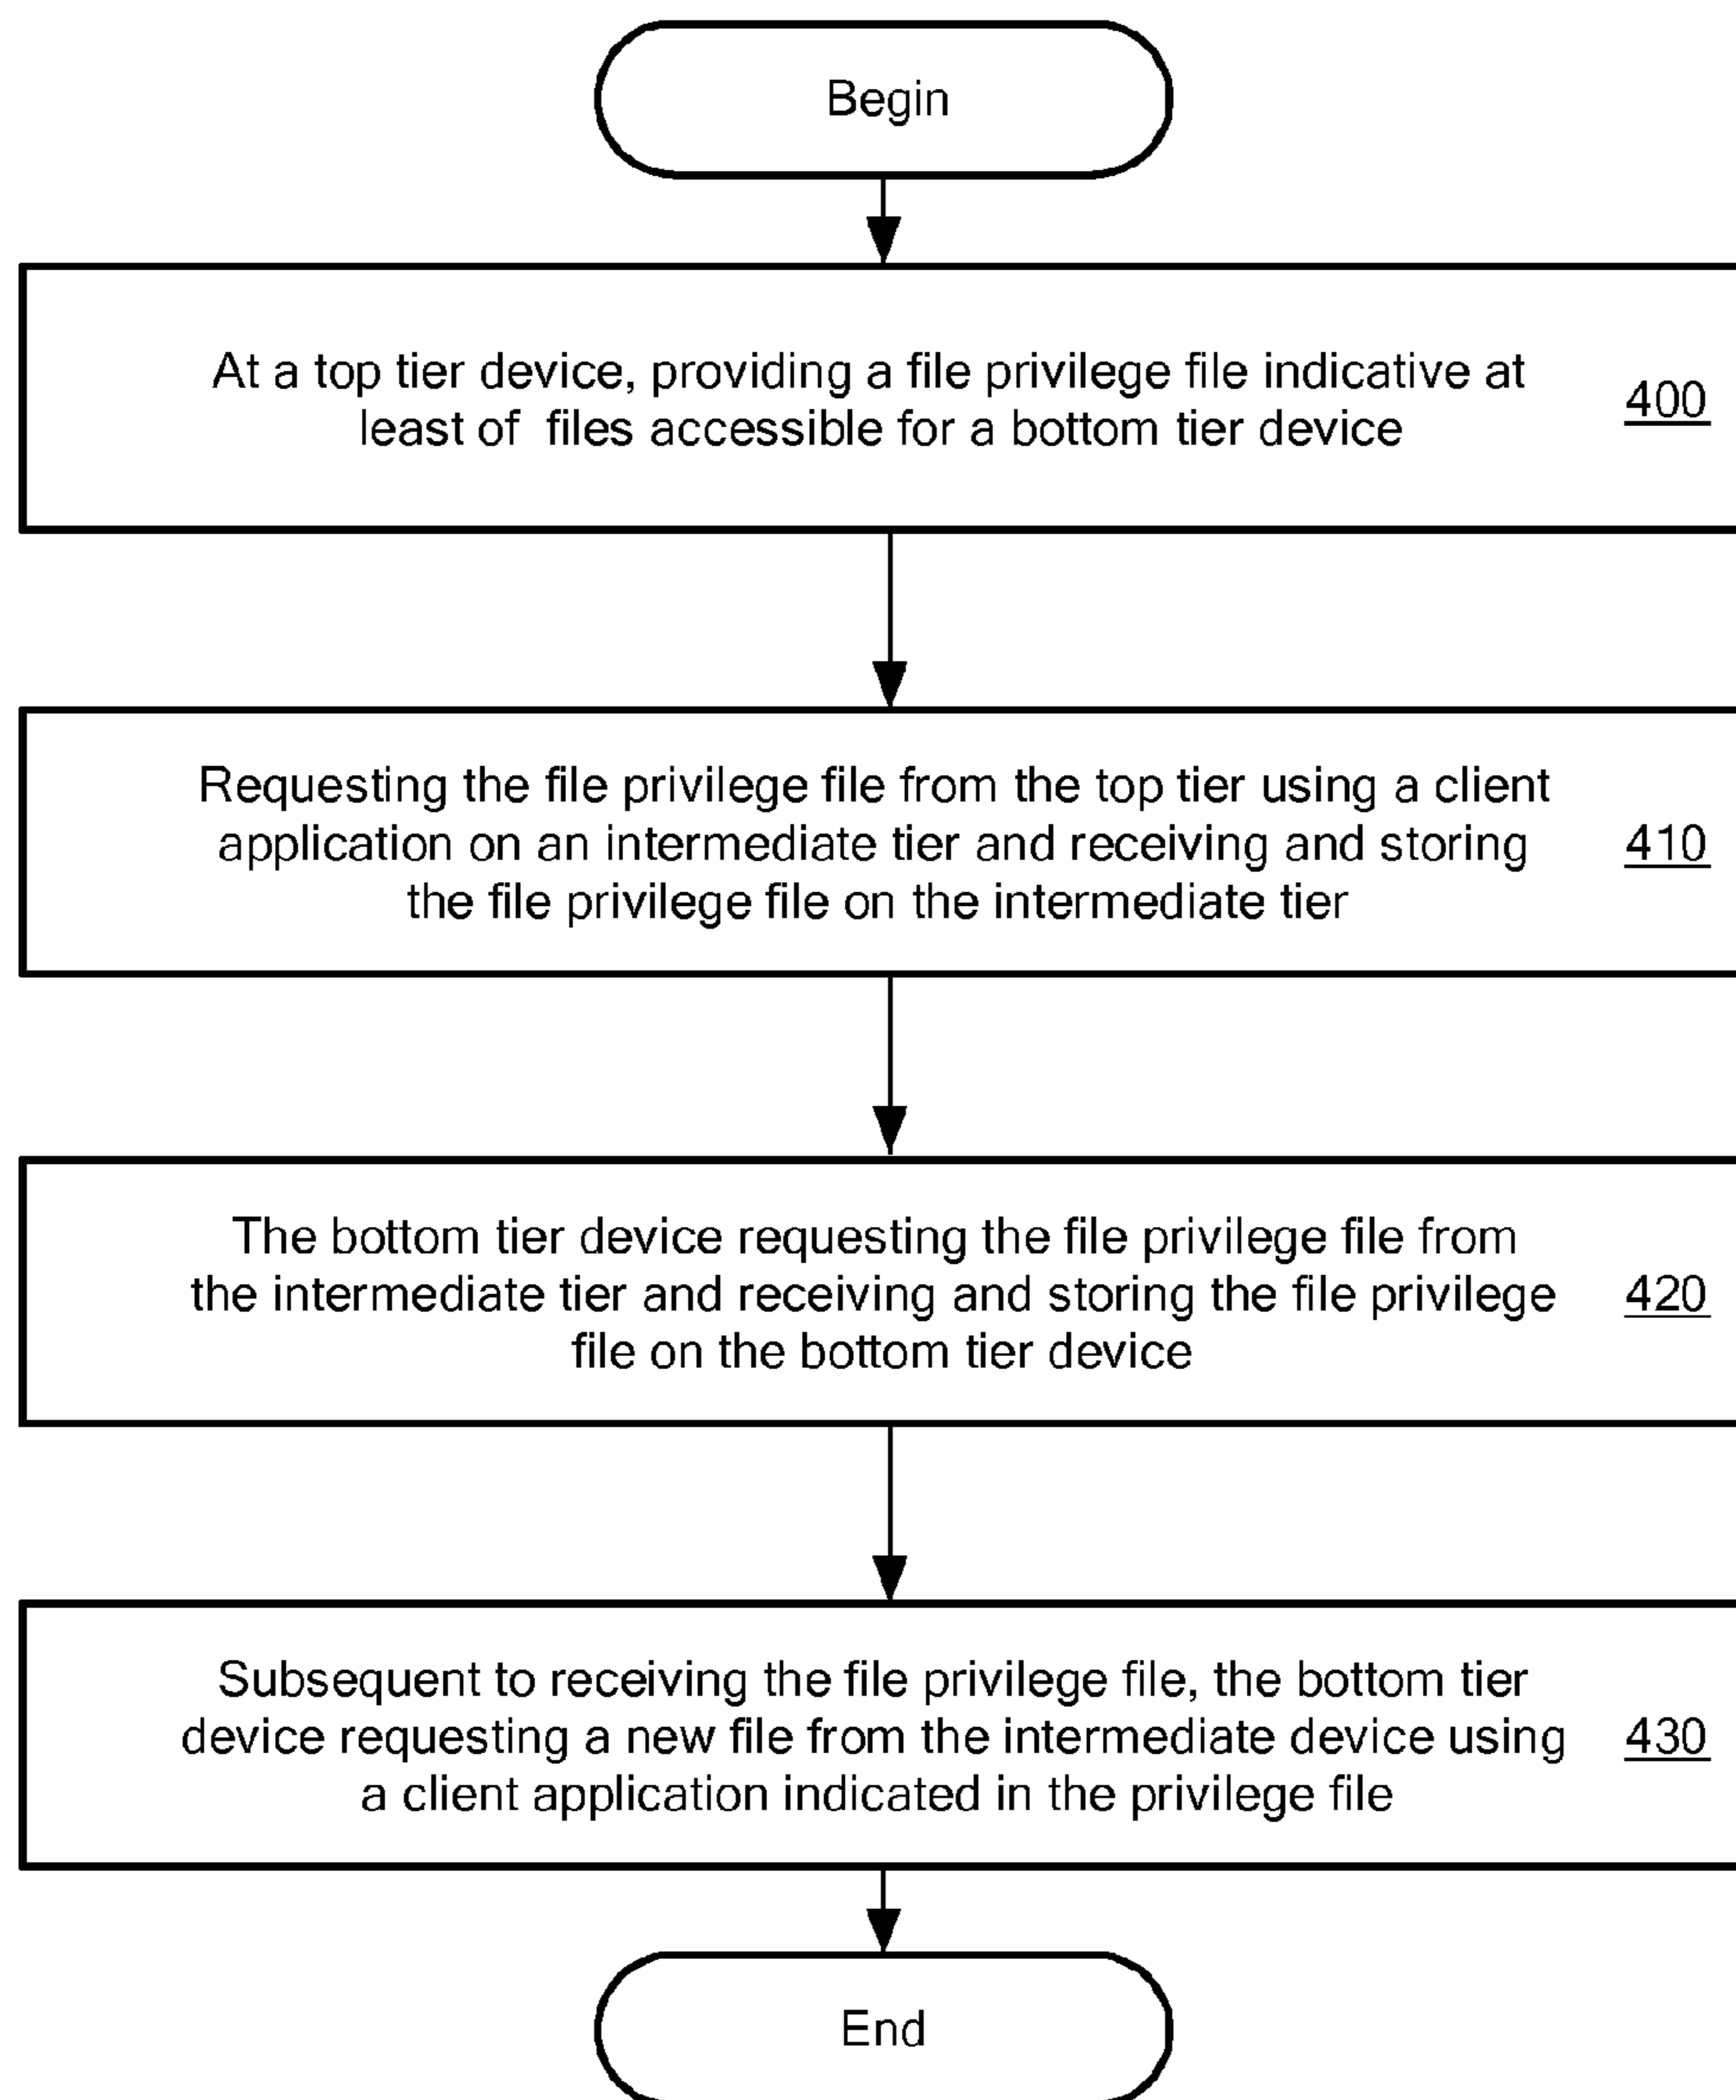 Begin
At a top tier device, providing a file privilege file indicative at
least of files accessible for a bottom tier device
400
Requesting the file privilege file from the top tier using a client
application on an intermediate tier and receiving and storing
the file privilege file on the intermediate tier
410
The bottom tier device requesting the file privilege file from
the intermediate tier and receiving and storing the file privilege
file on the bottom tier device
420
Subsequent to receiving the file privilege file, the bottom tier
device requesting a new file from the intermediate device using
a client application indicated in the privilege file
430
End